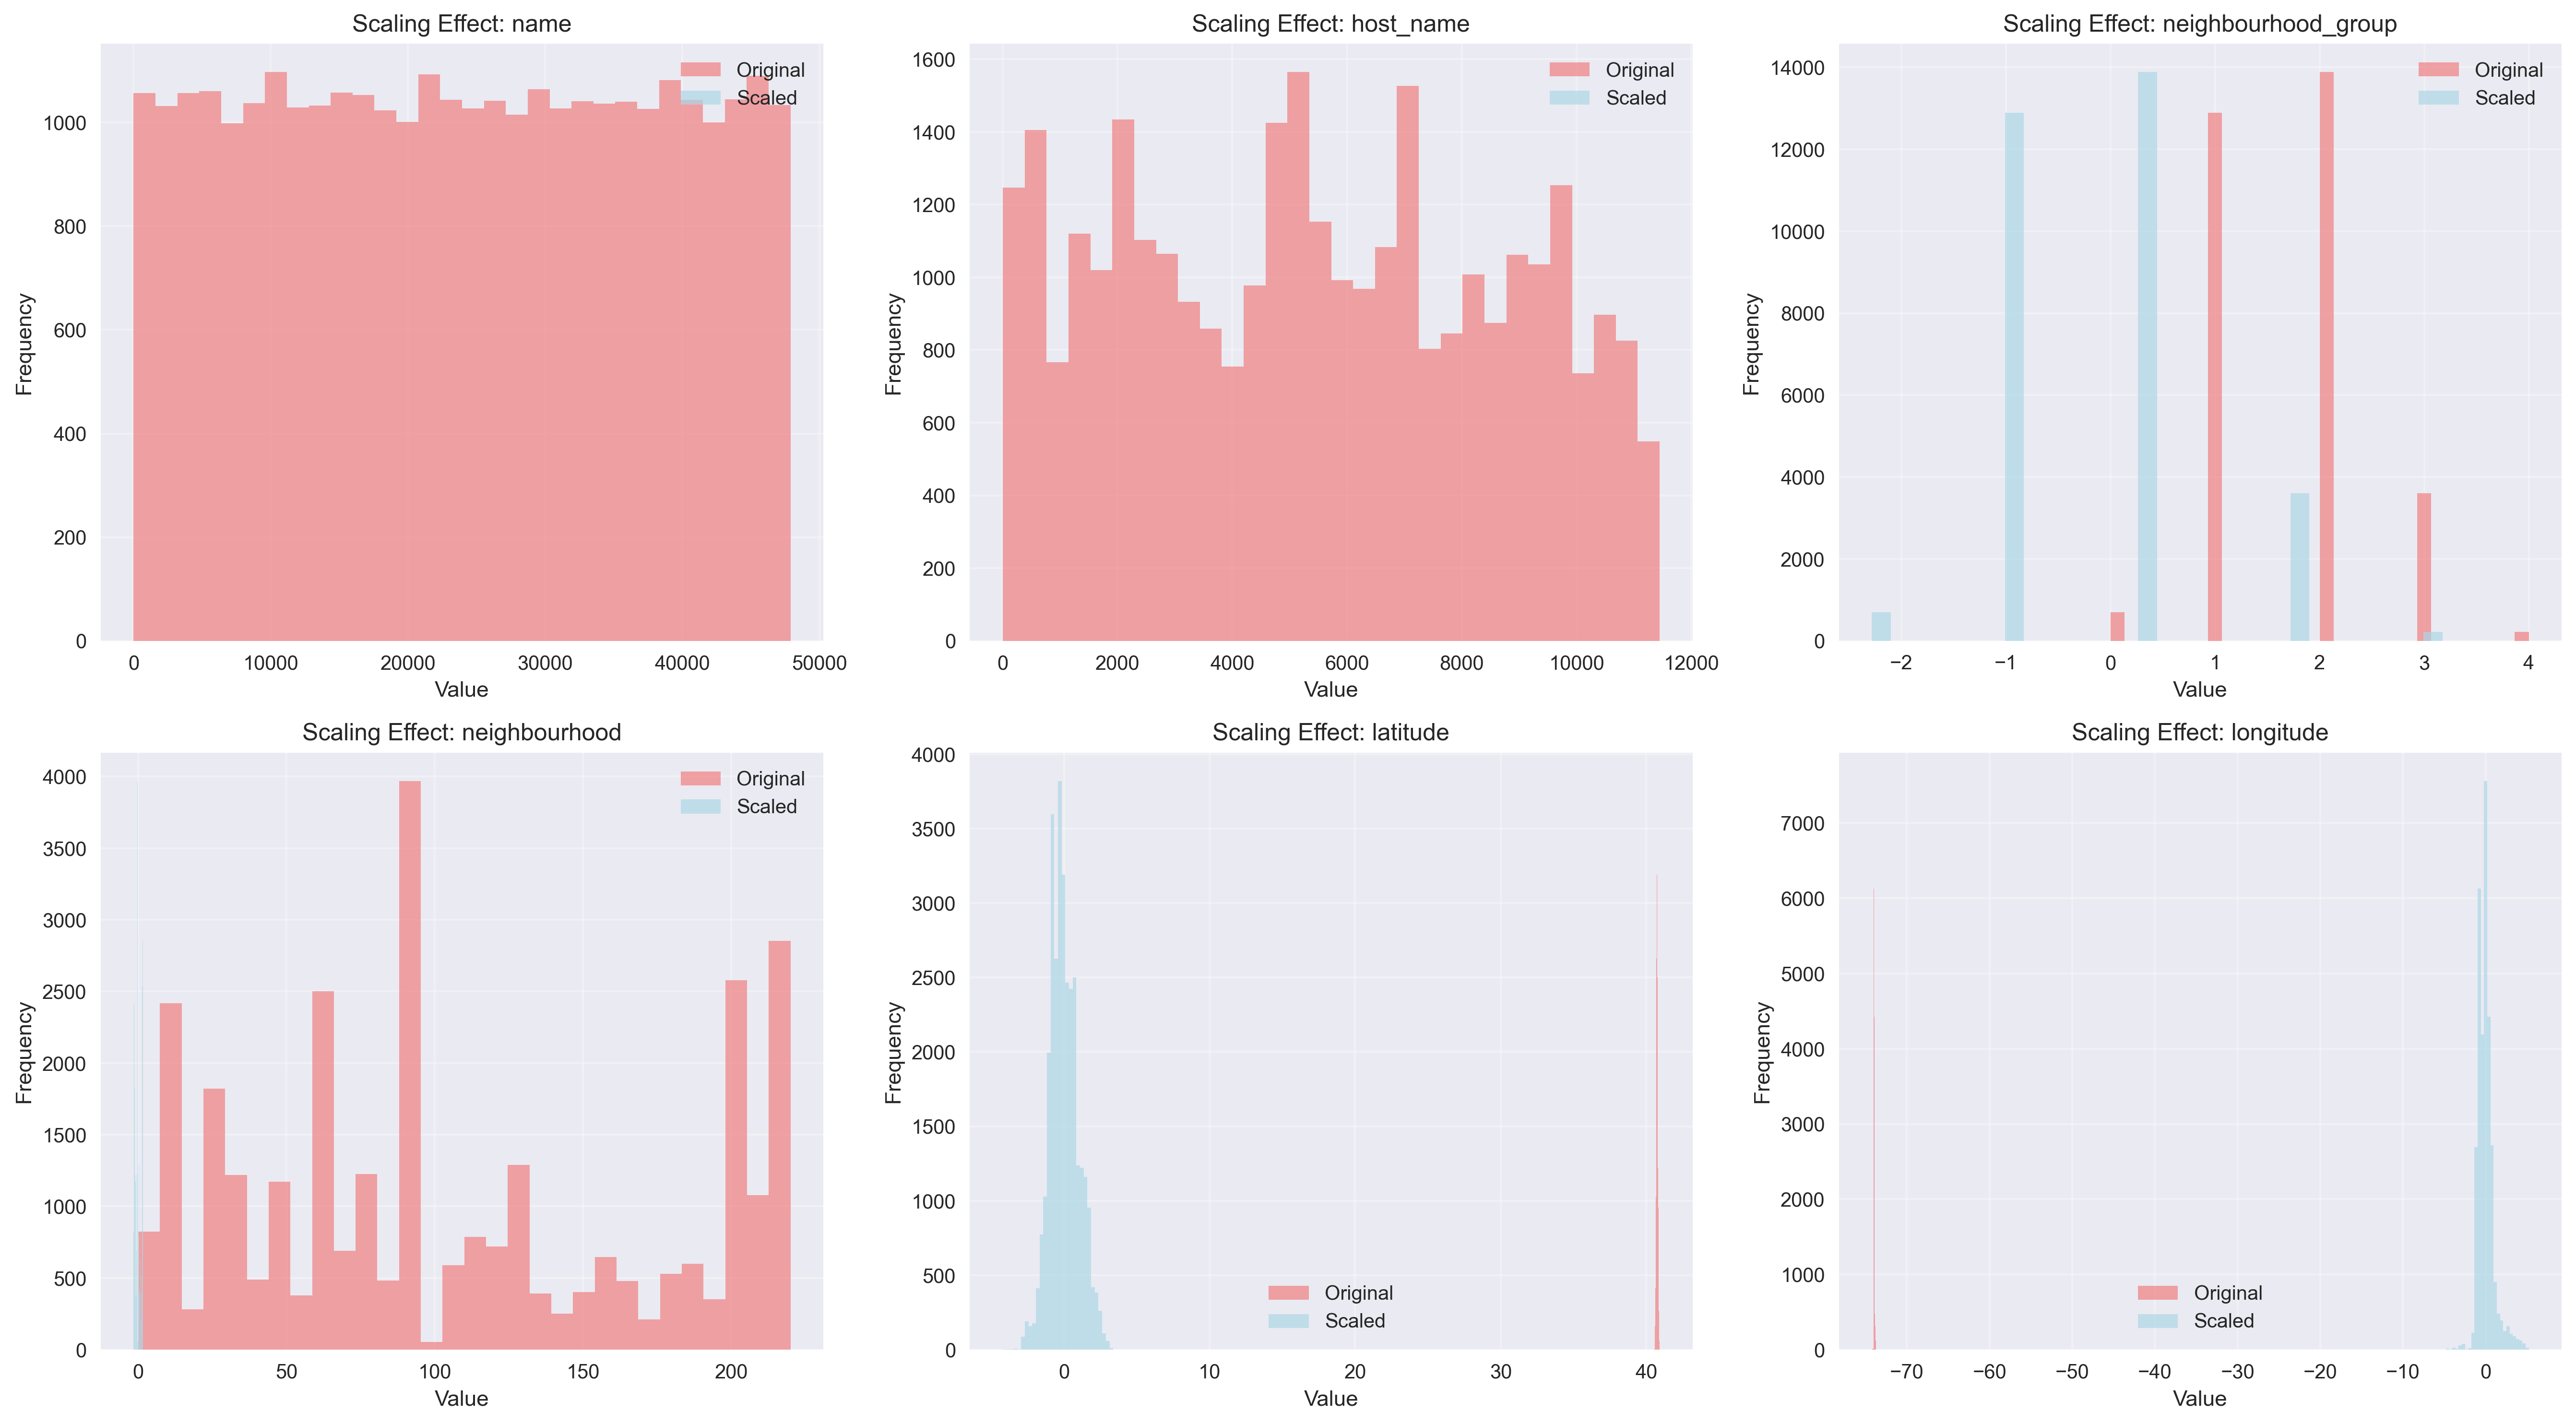 Scaling Effect: name
Frequency
1000
800
600
400
200
0
0 10000 20000 30000 40000 50000
Value
Original
Scaled
Scaling Effect: host_name
Frequency
1600
1400
1200
1000
800
600
400
200
0
0 2000 4000 6000 8000 10000 12000
Value
Original
Scaled
Scaling Effect: neighbourhood_group
Frequency
14000
12000
10000
8000
6000
4000
2000
0
−2 −1 0 1 2 3 4
Value
Original
Scaled
Scaling Effect: neighbourhood
Frequency
4000
3500
3000
2500
2000
1500
1000
500
0
0 50 100 150 200
Value
Original
Scaled
Scaling Effect: latitude
Frequency
4000
3500
3000
2500
2000
1500
1000
500
0
0 10 20 30 40
Value
Original
Scaled
Scaling Effect: longitude
Frequency
7000
6000
5000
4000
3000
2000
1000
0
−70 −60 −50 −40 −30 −20 −10 0
Value
Original
Scaled